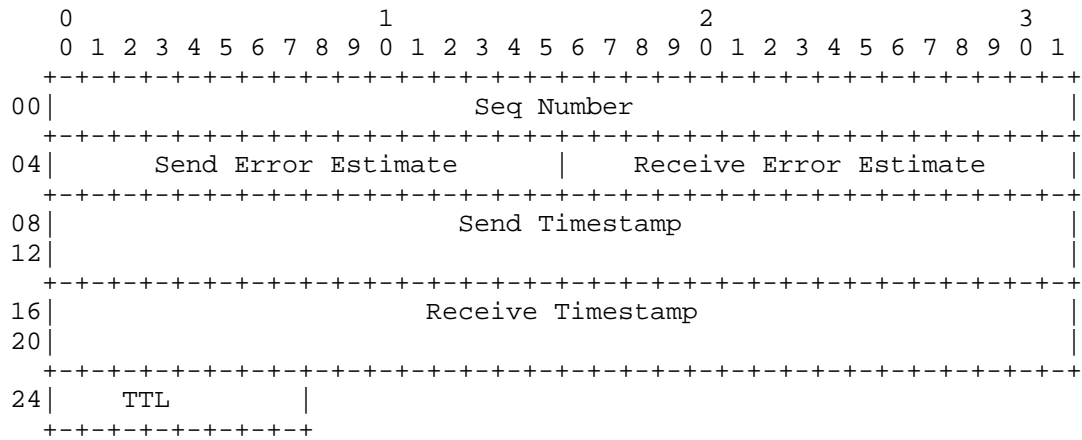 0                   1                   2                   3
    0 1 2 3 4 5 6 7 8 9 0 1 2 3 4 5 6 7 8 9 0 1 2 3 4 5 6 7 8 9 0 1
   +-+-+-+-+-+-+-+-+-+-+-+-+-+-+-+-+-+-+-+-+-+-+-+-+-+-+-+-+-+-+-+-+
 00|                          Seq Number                           |
   +-+-+-+-+-+-+-+-+-+-+-+-+-+-+-+-+-+-+-+-+-+-+-+-+-+-+-+-+-+-+-+-+
 04|      Send Error Estimate      |    Receive Error Estimate     |
   +-+-+-+-+-+-+-+-+-+-+-+-+-+-+-+-+-+-+-+-+-+-+-+-+-+-+-+-+-+-+-+-+
 08|                         Send Timestamp                        |
 12|                                                               |
   +-+-+-+-+-+-+-+-+-+-+-+-+-+-+-+-+-+-+-+-+-+-+-+-+-+-+-+-+-+-+-+-+
 16|                       Receive Timestamp                       |
 20|                                                               |
   +-+-+-+-+-+-+-+-+-+-+-+-+-+-+-+-+-+-+-+-+-+-+-+-+-+-+-+-+-+-+-+-+
 24|    TTL        |
   +-+-+-+-+-+-+-+-+